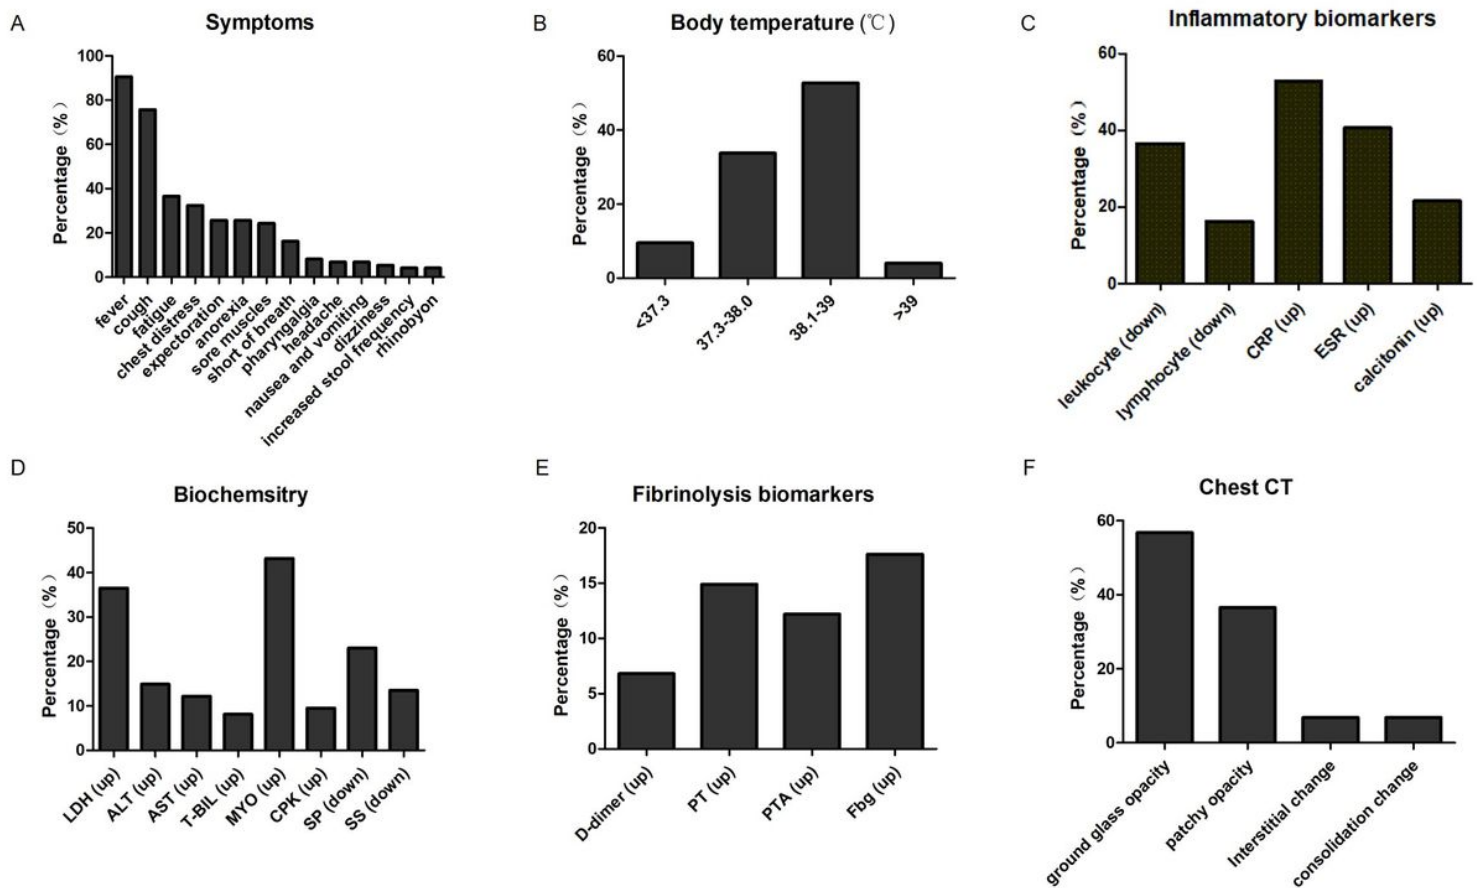 A
Symptoms
Percentage (%)
100
80
60
40
20
0
fever
cough
fatigue
chest distress
expectoration
anorexia
sore muscles
short of breath
pharyngalgia
headache
nausea and vomiting
dizziness
increased stool frequency
rhinobyon
B
Body temperature (℃)
Percentage (%)
60
40
20
0
<37.3
37.3-38.0
38.1-39
>39
C
Inflammatory biomarkers
Percentage (%)
60
40
20
0
leukocyte (down)
lymphocyte (down)
CRP (up)
ESR (up)
calcitonin (up)
D
Biochemsitry
Percentage (%)
50
40
30
20
10
0
LDH (up)
ALT (up)
AST (up)
T-BIL (up)
MYO (up)
CPK (up)
SP (down)
SS (down)
E
Fibrinolysis biomarkers
Percentage (%)
20
15
10
5
0
D-dimer (up)
PT (up)
PTA (up)
Fbg (up)
F
Chest CT
Percentage (%)
60
40
20
0
ground glass opacity
patchy opacity
Interstitial change
consolidation change